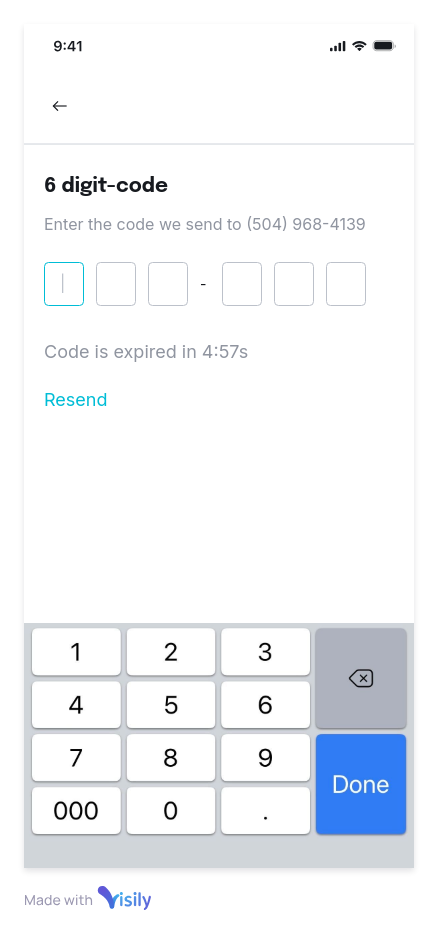 9:41
6 digit-code
Enter the code we send to (504) 968-4139
-
Code is expired in 4:57s
Resend
1 2 3
4 5 6
7 8 9
Done
000 0 .
Made with Visily